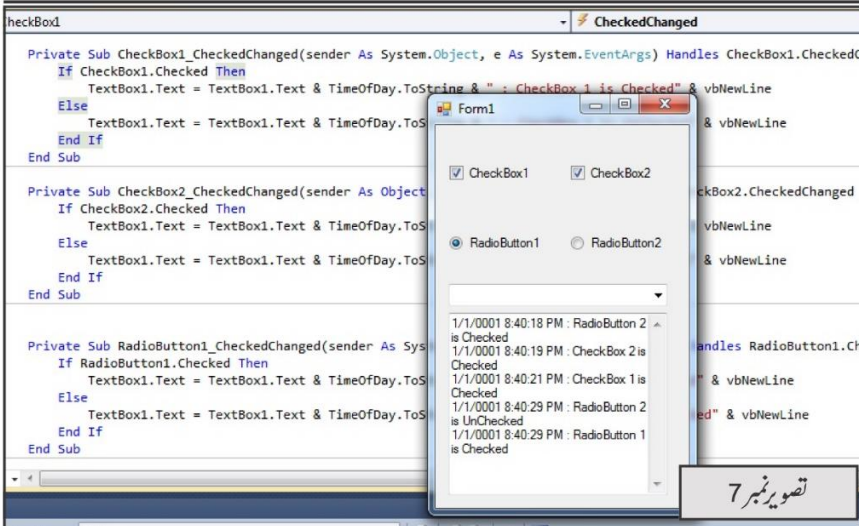 heckBox1
CheckedChanged
Private Sub CheckBox1_CheckedChanged(sender As System.Object, e As System.EventArgs) Handles CheckBox1.CheckedC
If CheckBox1.Checked Then
TextBox1.Text = TextBox1.Text & TimeOfDay.ToString & " : CheckBox 1 is Checked" & vbNewLine
Else
TextBox1.Text = TextBox1.Text & TimeOfDay.ToS & vbNewLine
End If
End Sub
Private Sub CheckBox2_CheckedChanged(sender As Object ckBox2.CheckedChanged
If CheckBox2.Checked Then
TextBox1.Text = TextBox1.Text & TimeOfDay.ToS vbNewLine
Else
TextBox1.Text = TextBox1.Text & TimeOfDay.ToS & vbNewLine
End If
End Sub
Private Sub RadioButton1_CheckedChanged(sender As Sys andles RadioButton1.Ch
If RadioButton1.Checked Then
TextBox1.Text = TextBox1.Text & TimeOfDay.ToS " & vbNewLine
Else
TextBox1.Text = TextBox1.Text & TimeOfDay.ToS ed" & vbNewLine
End If
End Sub
Form1
CheckBox1 CheckBox2
RadioButton1 RadioButton2
1/1/0001 8:40:18 PM : RadioButton 2
is Checked
1/1/0001 8:40:19 PM : CheckBox 2 is
Checked
1/1/0001 8:40:21 PM : CheckBox 1 is
Checked
1/1/0001 8:40:29 PM : RadioButton 2
is UnChecked
1/1/0001 8:40:29 PM : RadioButton 1
is Checked
تصویر نمبر 7